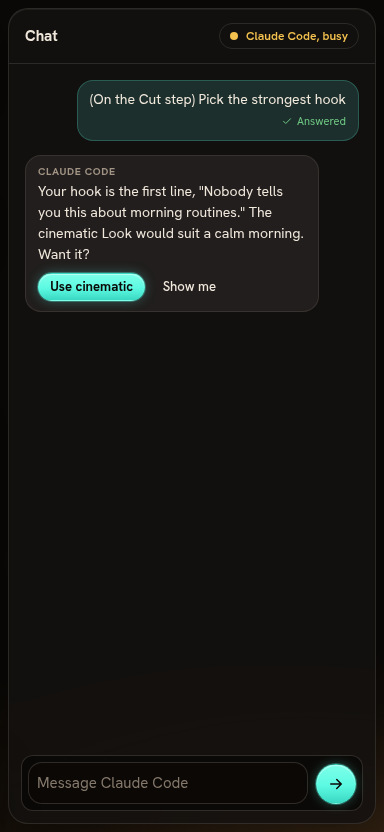 Chat
Claude Code, busy
(On the Cut step) Pick the strongest hook
✓ Answered
CLAUDE CODE
Your hook is the first line, "Nobody tells
you this about morning routines." The
cinematic Look would suit a calm morning.
Want it?
Use cinematic
Show me
Message Claude Code